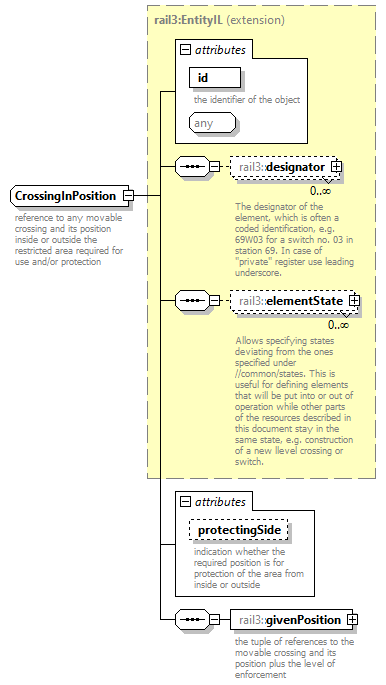 rail3:EntityIL (extension)
attributes
id
the identifier of the object
any
rail3::designator
0..∞
The designator of the
element, which is often a
coded identification, e.g.
69W03 for a switch no. 03 in
station 69. In case of
"private" register use leading
underscore.
CrossingInPosition
reference to any movable
crossing and its position
inside or outside the
restricted area required for
use and/or protection
rail3::elementState
0..∞
Allows specifying states
deviating from the ones
specified under
//common/states. This is
useful for defining elements
that will be put into or out of
operation while other parts
of the resources described in
this document stay in the
same state, e.g. construction
of a new llevel crossing or
switch.
attributes
protectingSide
indication whether the
required position is for
protection of the area from
inside or outside
rail3::givenPosition
the tuple of references to the
movable crossing and its
position plus the level of
enforcement